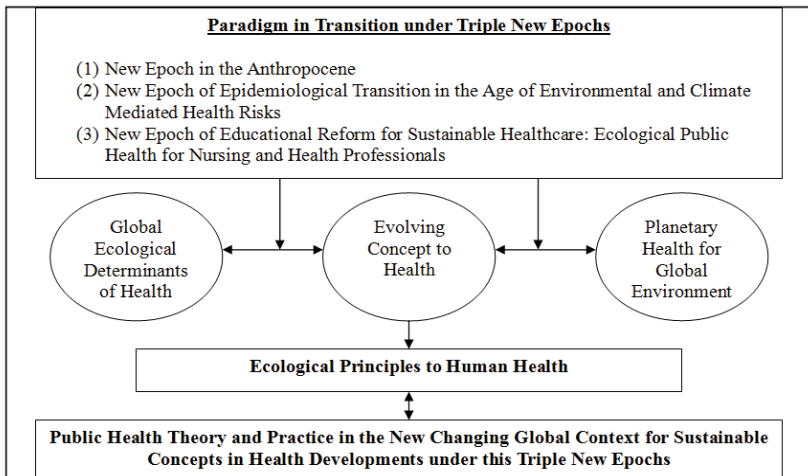 Paradigm in Transition under Triple New Epochs
(1) New Epoch in the Anthropocene
(2) New Epoch of Epidemiological Transition in the Age of Environmental and Climate
Mediated Health Risks
(3) New Epoch of Educational Reform for Sustainable Healthcare: Ecological Public
Health for Nursing and Health Professionals
Global
Ecological
Determinants
of Health
Evolving
Concept to
Health
Planetary
Health for
Global
Environment
Ecological Principles to Human Health
Public Health Theory and Practice in the New Changing Global Context for Sustainable
Concepts in Health Developments under this Triple New Epochs